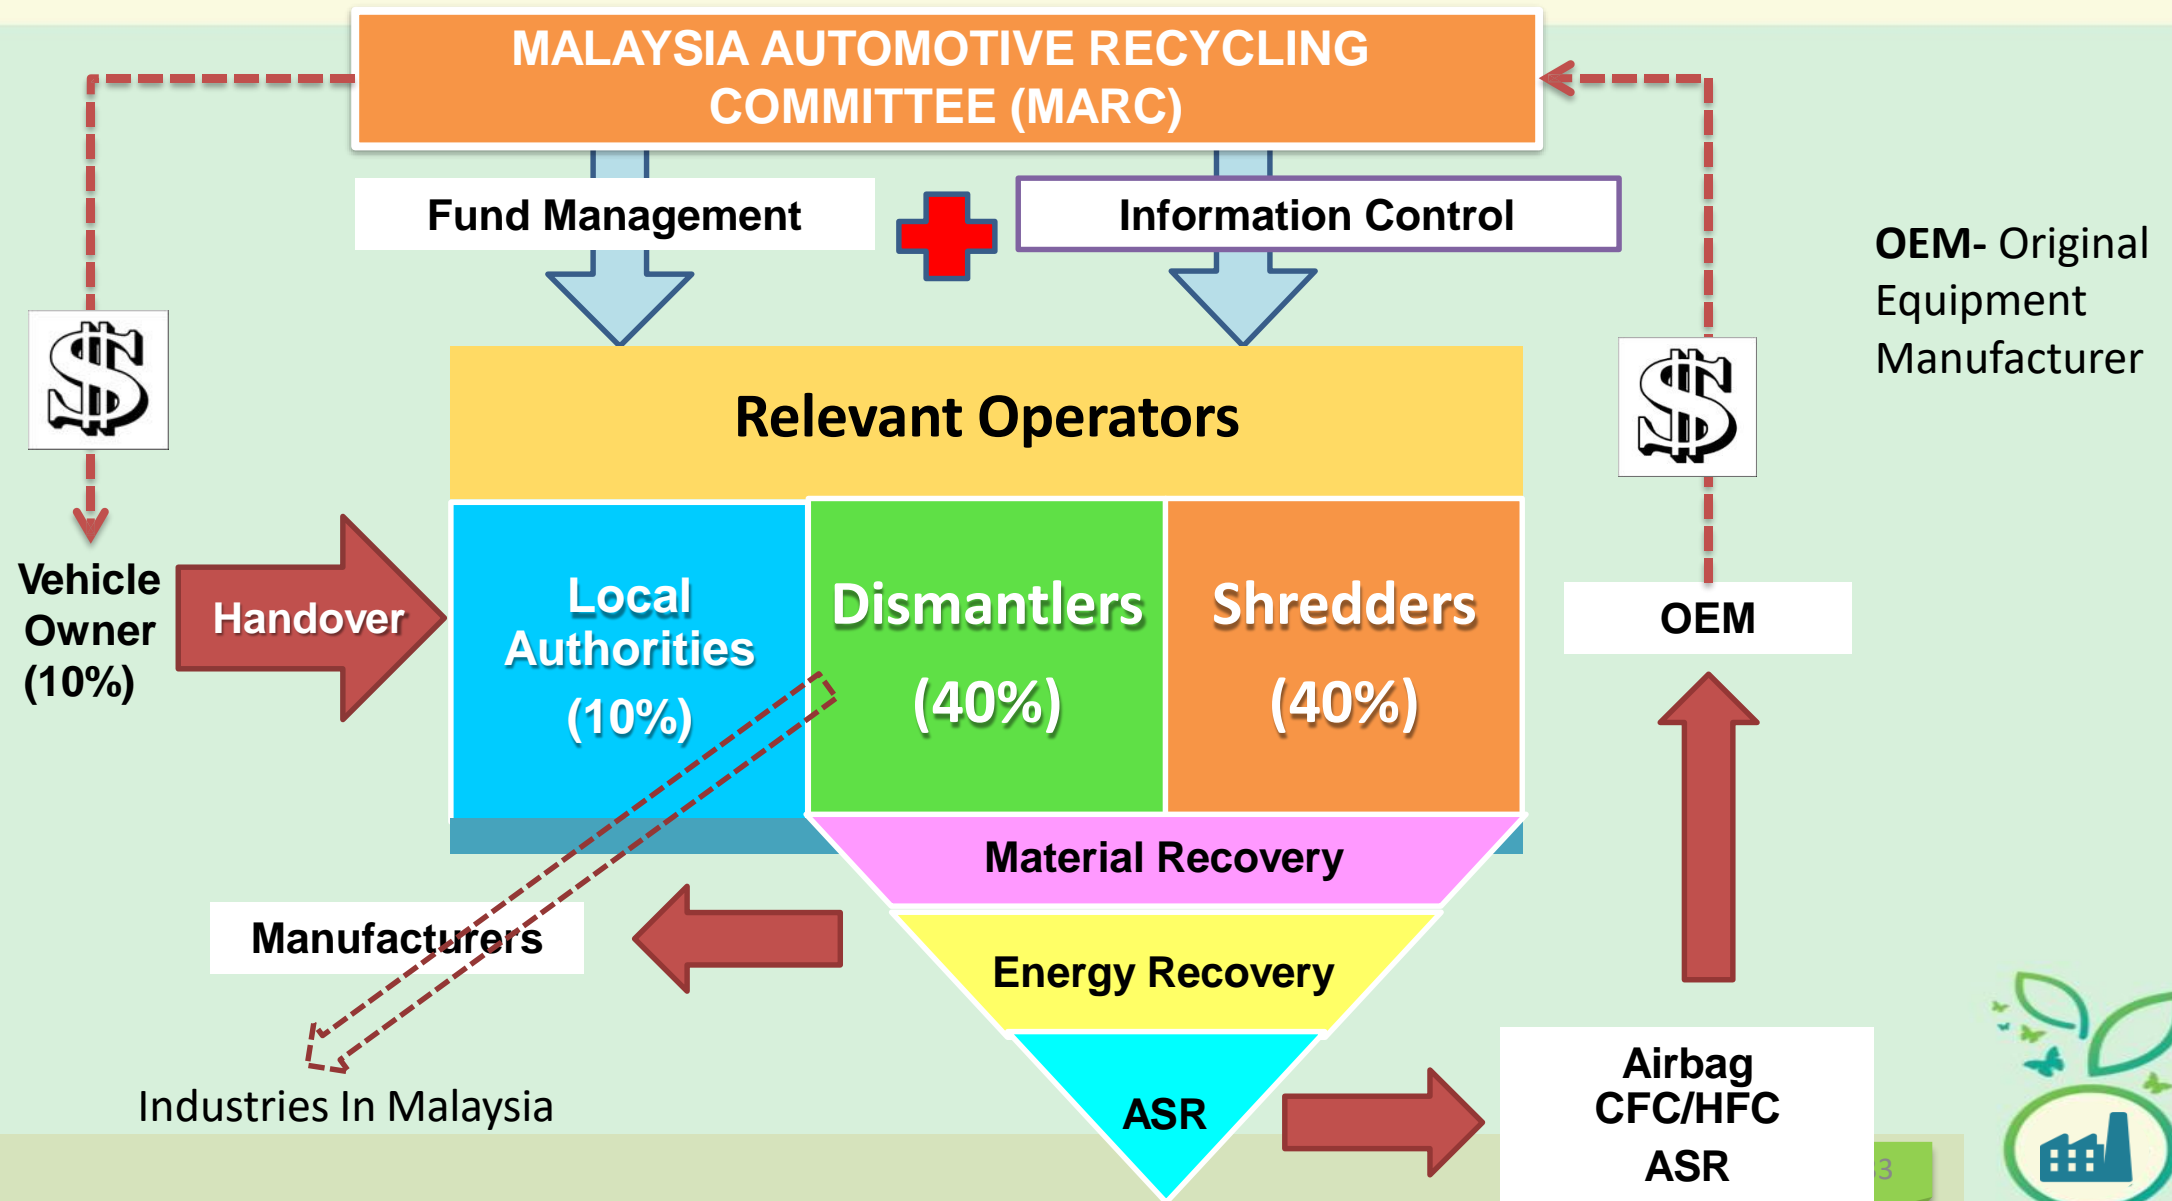 MALAYSIA AUTOMOTIVE RECYCLING
COMMITTEE (MARC)
Fund Management
Information Control
OEM- Original
Equipment
Manufacturer
Relevant Operators
Vehicle
Owner
(10%)
Handover
Local
Authorities
(10%)
Dismantlers
(40%)
Shredders
(40%)
OEM
Material Recovery
Manufacturers
Energy Recovery
Industries In Malaysia
ASR
Airbag
CFC/HFC
ASR